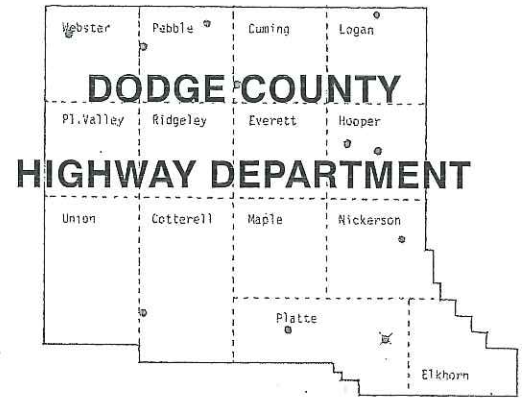 Webster Pebble Cuming Logan
DODGE COUNTY
Pl.Valley Ridgeley Everett Hooper
HIGHWAY DEPARTMENT
Union Cotterell Maple Nickerson
Platte
Elkhorn